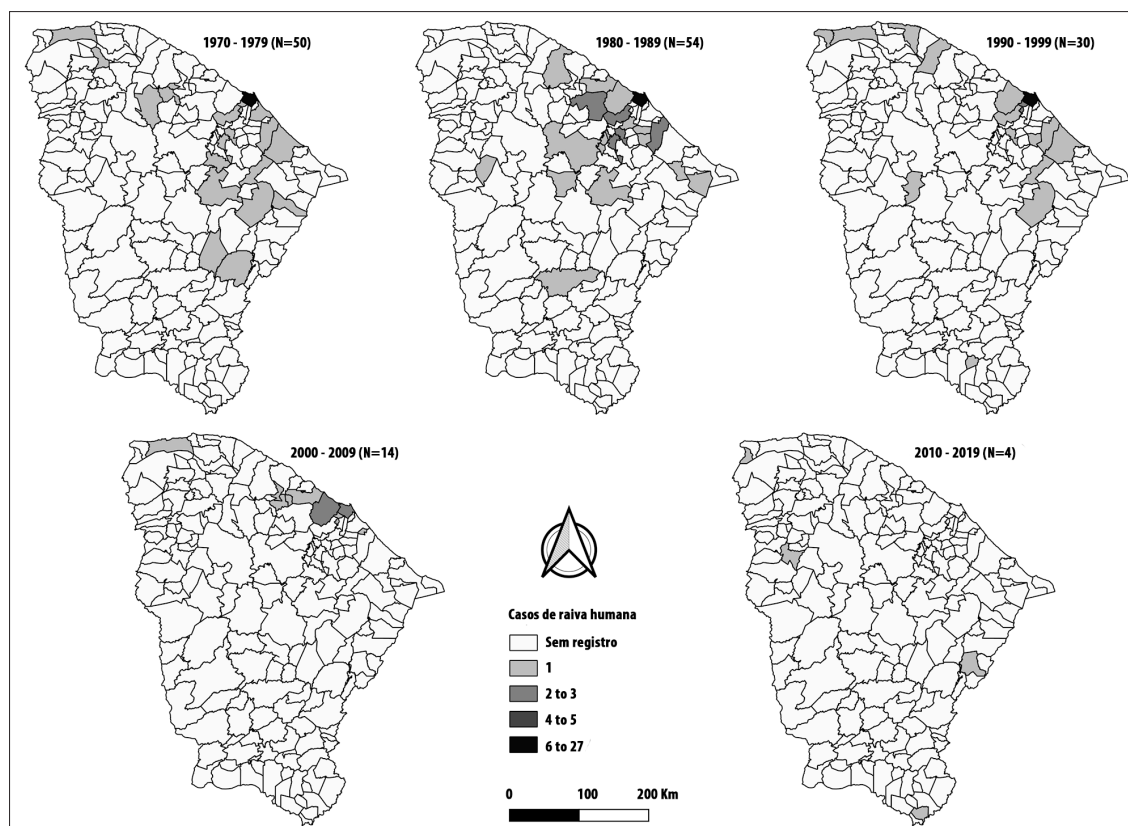 1970 - 1979 (N=50)
1980 - 1989 (N=54)
1990 - 1999 (N=30)
2000 - 2009 (N=14)
2010 - 2019 (N=4)
Casos de raiva humana
Sem registro
1
2 to 3
4 to 5
6 to 27
0 100 200 Km